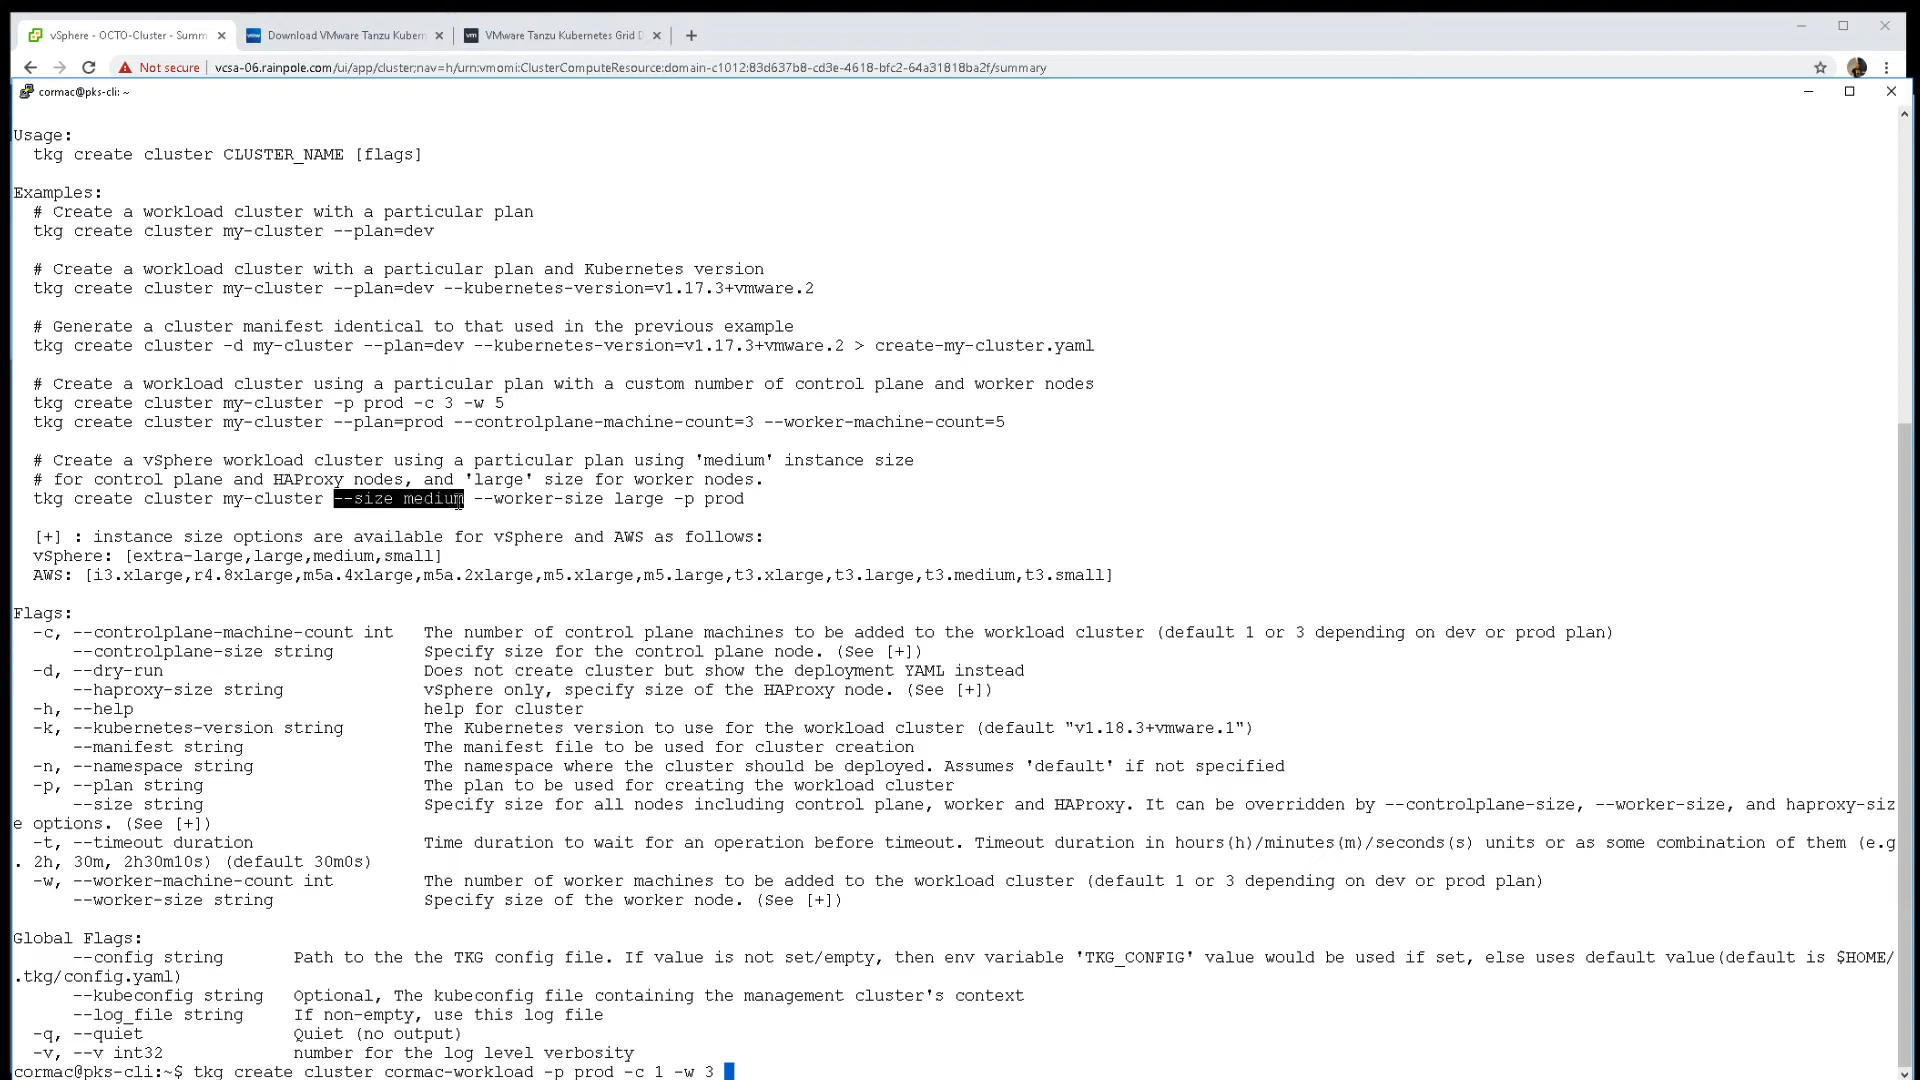 vSphere - OCTO-Cluster - Summ
Download VMware Tanzu Kubern
VMware Tanzu Kubernetes Grid D
Not secure | vcsa-06.rainpole.com/ui/app/cluster;nav=h/urn:vmomi:ClusterComputeResource:domain-c1012:83d637b8-cd3e-4618-bfc2-64a31818ba2f/summary
cormac@pks-cli: ~
Usage:
tkg create cluster CLUSTER_NAME [flags]
Examples:
# Create a workload cluster with a particular plan
tkg create cluster my-cluster --plan=dev
# Create a workload cluster with a particular plan and Kubernetes version
tkg create cluster my-cluster --plan=dev --kubernetes-version=v1.17.3+vmware.2
# Generate a cluster manifest identical to that used in the previous example
tkg create cluster -d my-cluster --plan=dev --kubernetes-version=v1.17.3+vmware.2 > create-my-cluster.yaml
# Create a workload cluster using a particular plan with a custom number of control plane and worker nodes
tkg create cluster my-cluster -p prod -c 3 -w 5
tkg create cluster my-cluster --plan=prod --controlplane-machine-count=3 --worker-machine-count=5
# Create a vSphere workload cluster using a particular plan using 'medium' instance size
# for control plane and HAProxy nodes, and 'large' size for worker nodes.
tkg create cluster my-cluster --size medium --worker-size large -p prod
[+] : instance size options are available for vSphere and AWS as follows:
vSphere: [extra-large,large,medium,small]
AWS: [i3.xlarge,r4.8xlarge,m5a.4xlarge,m5a.2xlarge,m5.xlarge,m5.large,t3.xlarge,t3.large,t3.medium,t3.small]
Flags:
-c, --controlplane-machine-count int The number of control plane machines to be added to the workload cluster (default 1 or 3 depending on dev or prod plan)
--controlplane-size string Specify size for the control plane node. (See [+])
-d, --dry-run Does not create cluster but show the deployment YAML instead
--haproxy-size string vSphere only, specify size of the HAProxy node. (See [+])
-h, --help help for cluster
-k, --kubernetes-version string The Kubernetes version to use for the workload cluster (default "v1.18.3+vmware.1")
--manifest string The manifest file to be used for cluster creation
-n, --namespace string The namespace where the cluster should be deployed. Assumes 'default' if not specified
-p, --plan string The plan to be used for creating the workload cluster
--size string Specify size for all nodes including control plane, worker and HAProxy. It can be overridden by --controlplane-size, --worker-size, and haproxy-siz
e options. (See [+])
-t, --timeout duration Time duration to wait for an operation before timeout. Timeout duration in hours(h)/minutes(m)/seconds(s) units or as some combination of them (e.g
. 2h, 30m, 2h30m10s) (default 30m0s)
-w, --worker-machine-count int The number of worker machines to be added to the workload cluster (default 1 or 3 depending on dev or prod plan)
--worker-size string Specify size of the worker node. (See [+])
Global Flags:
--config string Path to the the TKG config file. If value is not set/empty, then env variable 'TKG_CONFIG' value would be used if set, else uses default value(default is $HOME/
.tkg/config.yaml)
--kubeconfig string Optional, The kubeconfig file containing the management cluster's context
--log_file string If non-empty, use this log file
-q, --quiet Quiet (no output)
-v, --v int32 number for the log level verbosity
cormac@pks-cli:~$ tkg create cluster cormac-workload -p prod -c 1 -w 3